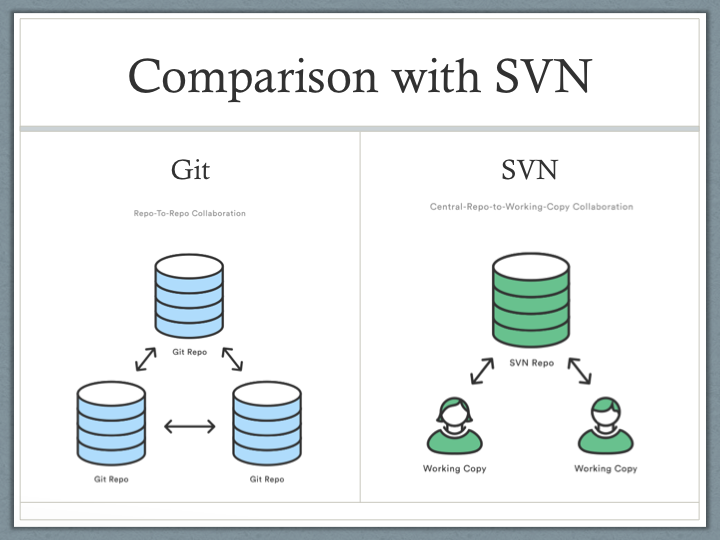 Comparison with SVN
Git
Repo-To-Repo Collaboration
Git Repo
Git Repo
Git Repo
SVN
Central-Repo-to-Working-Copy Collaboration
SVN Repo
Working Copy
Working Copy